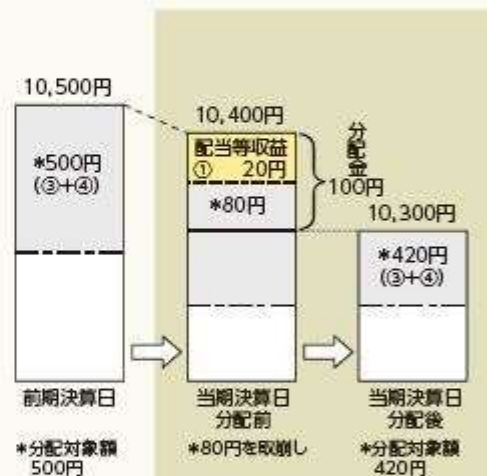 10,500円
*500円
(③+④)
前期決算日
*分配対象額
500円
10,400円
配当等収益
① 20円
*80円
分配金
100円
当期決算日
分配前
*80円を取崩し
10,300円
*420円
(③+④)
当期決算日
分配後
*分配対象額
420円